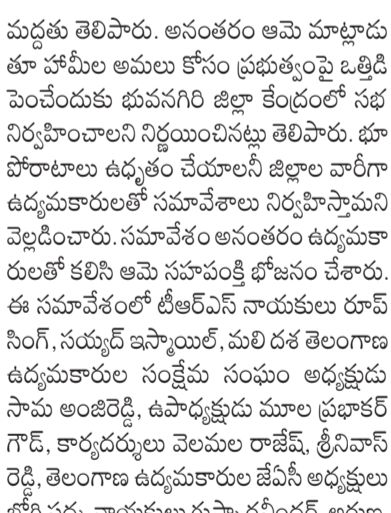 మద్దతు తెలిపారు. అనంతరం ఆమె మాట్లాడు
తూ హామీల అమలు కోసం ప్రభుత్వంపై ఒత్తిడి
పెంచేందుకు భువనగిరి జిల్లా కేంద్రంలో సభ
నిర్వహించాలని నిర్ణయించినట్లు తెలిపారు. భూ
పోరాటాలు ఉధృతం చేయాలనీ జిల్లాల వారీగా
ఉద్యమకారులతో సమావేశాలు నిర్వహిస్తామని
వెల్లడించారు. సమావేశం అనంతరం ఉద్యమకా
రులతో కలిసి ఆమె సహపంక్తి భోజనం చేశారు.
ఈ సమావేశంలో టీఆర్ఎస్ నాయకులు రూప్
సింగ్, సయ్యద్ ఇస్మాయిల్, మలి దశ తెలంగాణ
ఉద్యమకారుల సంక్షేమ సంఘం అధ్యక్షుడు
సామ అంజిరెడ్డి, ఉపాధ్యక్షుడు మూల ప్రభాకర్
గౌడ్, కార్యదర్శులు వెలమల రాజేష్, శ్రీనివాస్
రెడ్డి, తెలంగాణ ఉద్యమకారుల జేఏసీ అధ్యక్షులు